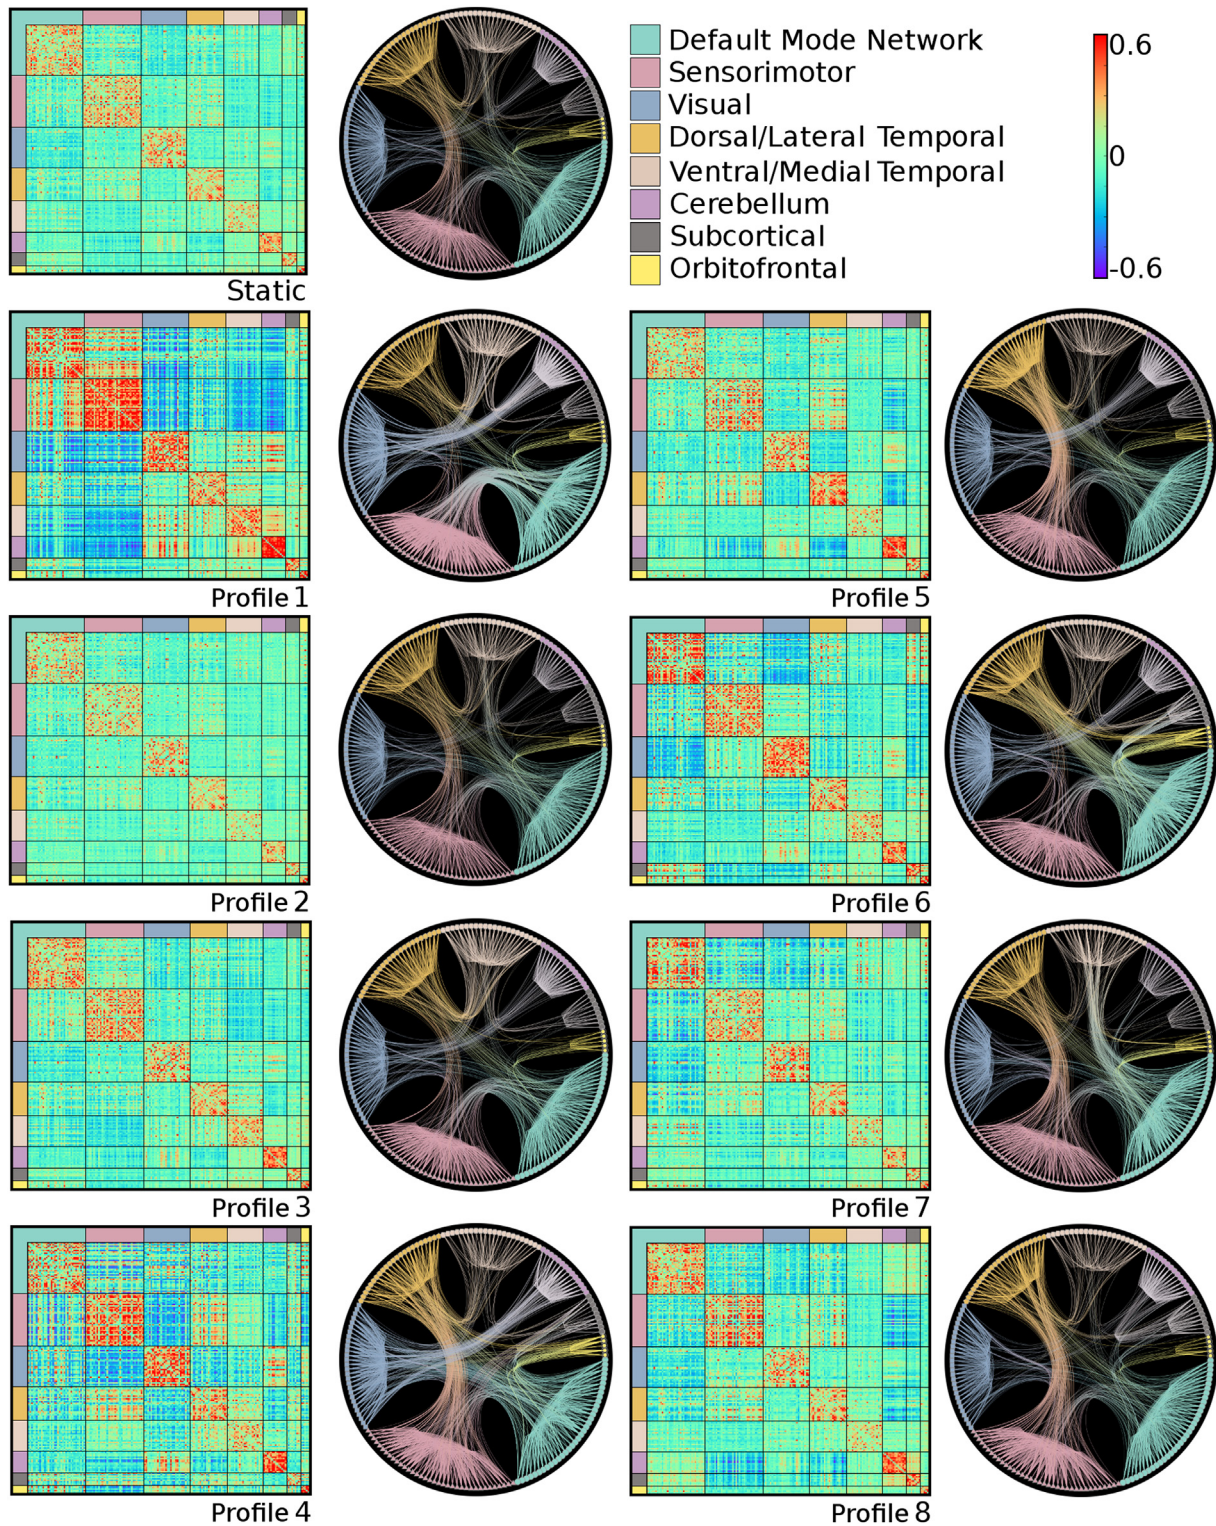 Default Mode Network
Sensorimotor
Visual
Dorsal/Lateral Temporal
Ventral/Medial Temporal
Cerebellum
Subcortical
Orbitofrontal
0.6
0
-0.6
Static
Profile 1
Profile 5
Profile 2
Profile 6
Profile 3
Profile 7
Profile 4
Profile 8